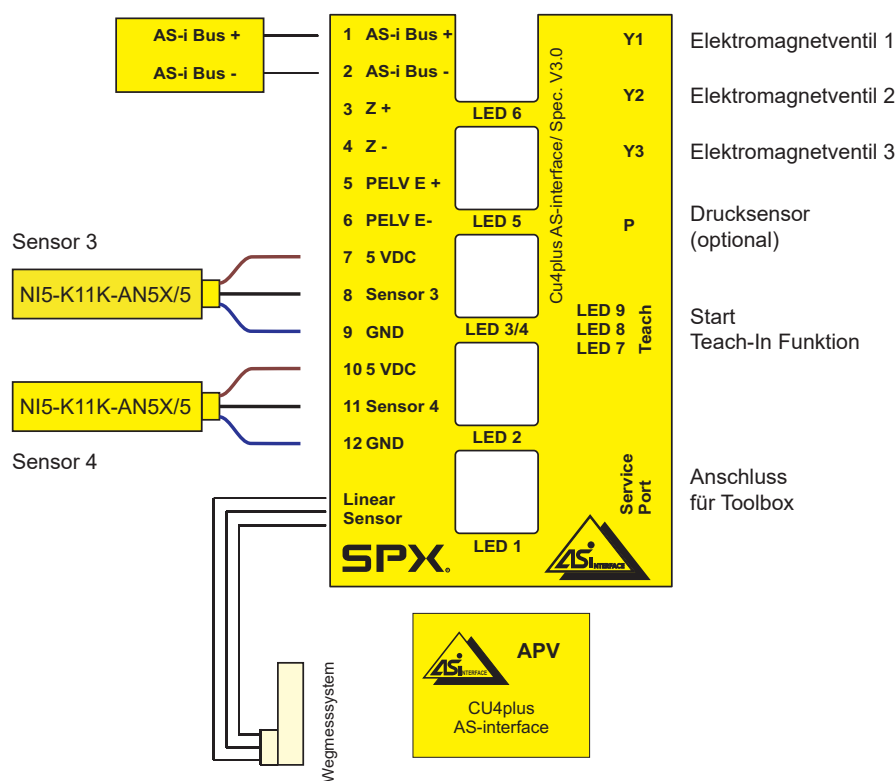 AS-i Bus +
AS-i Bus -
1 AS-i Bus +
2 AS-i Bus -
3 Z +
4 Z -
5 PELV E +
6 PELV E-
7 5 VDC
8 Sensor 3
9 GND
10 5 VDC
11 Sensor 4
12 GND
Linear
Sensor
Sensor 3
NI5-K11K-AN5X/5
NI5-K11K-AN5X/5
Sensor 4
LED 6
LED 5
LED 3/4
LED 2
LED 1
Cu4plus AS-interface/ Spec. V3.0
Y1
Y2
Y3
P
LED 9
LED 8
LED 7
Teach
Service
Port
Elektromagnetventil 1
Elektromagnetventil 2
Elektromagnetventil 3
Drucksensor
(optional)
Start
Teach-In Funktion
Anschluss
für Toolbox
SPX®
ASi INTERFACE
Wegmesssystem
ASi INTERFACE
APV
CU4plus
AS-interface